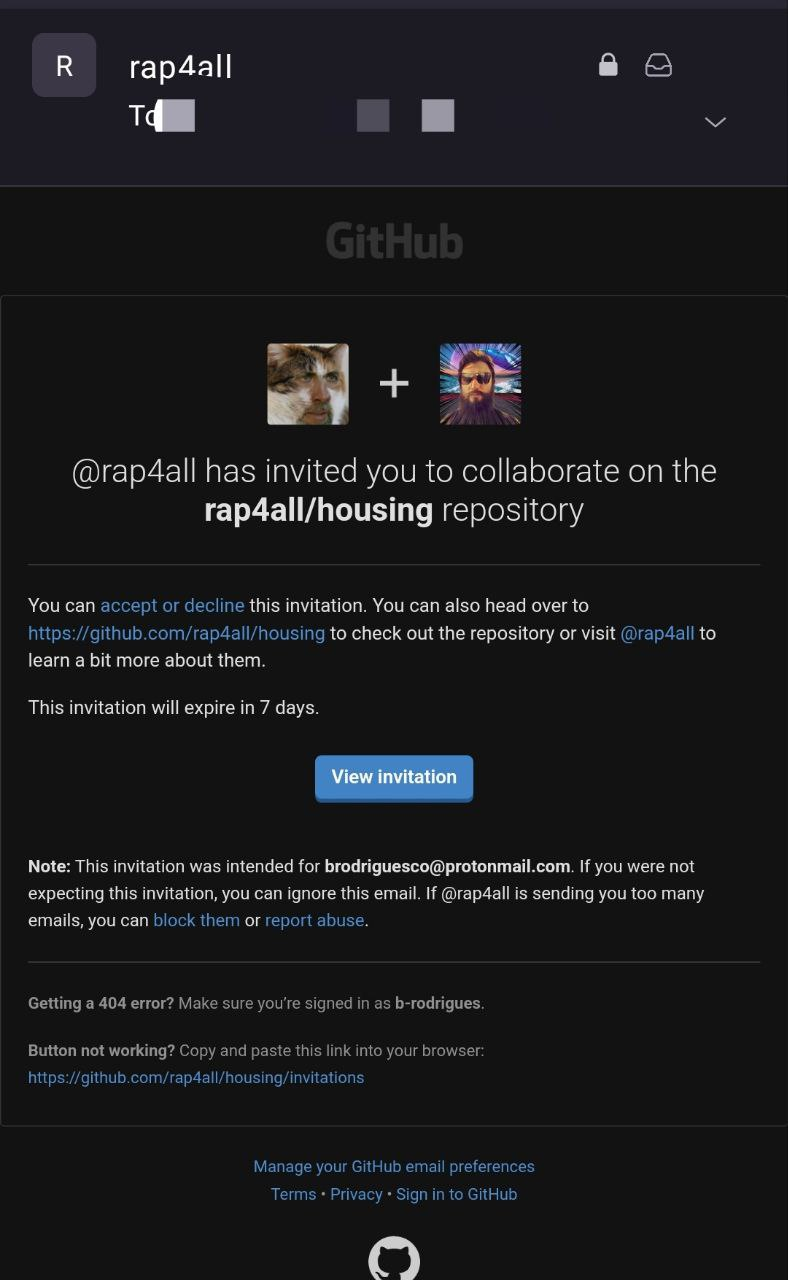 R
rap4all
To
GitHub
@rap4all has invited you to collaborate on the
rap4all/housing repository
You can accept or decline this invitation. You can also head over to
https://github.com/rap4all/housing to check out the repository or visit @rap4all to
learn a bit more about them.
This invitation will expire in 7 days.
View invitation
Note: This invitation was intended for brodriguesco@protonmail.com. If you were not
expecting this invitation, you can ignore this email. If @rap4all is sending you too many
emails, you can block them or report abuse.
Getting a 404 error? Make sure you’re signed in as b-rodrigues.
Button not working? Copy and paste this link into your browser:
https://github.com/rap4all/housing/invitations
Manage your GitHub email preferences
Terms • Privacy • Sign in to GitHub